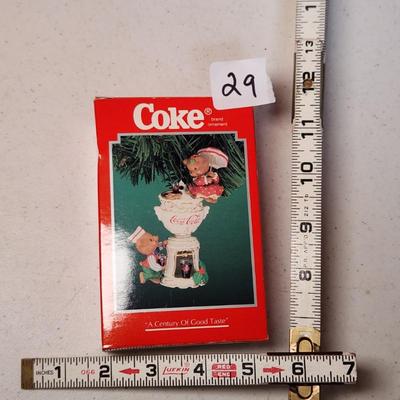 29
Coke®
brand
ornament
Coca-Cola
"A Century Of Good Taste"
13
12
11
10
9
8
INCHES 1 066 2 3 LUFKIN 4 RED END 5 6 7